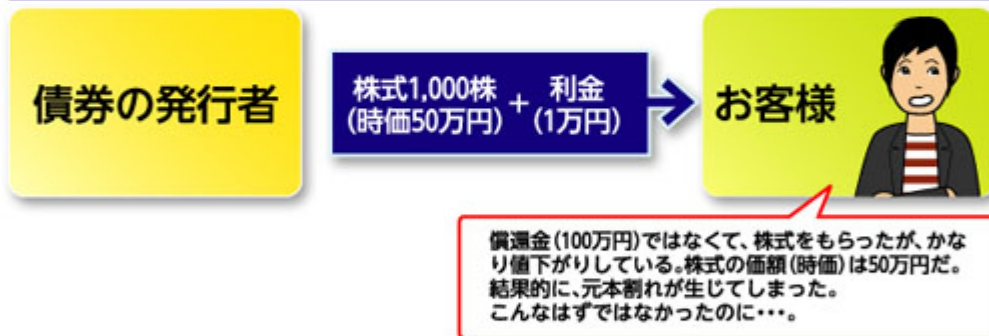 債券の発行者
株式1,000株
(時価50万円)
+
利金
(1万円)
お客様
償還金(100万円)ではなくて、株式をもらったが、かな
り値下がりしている。株式の価額(時価)は50万円だ。
結果的に、元本割れが生じてしまった。
こんなはずではなかったのに・・・。